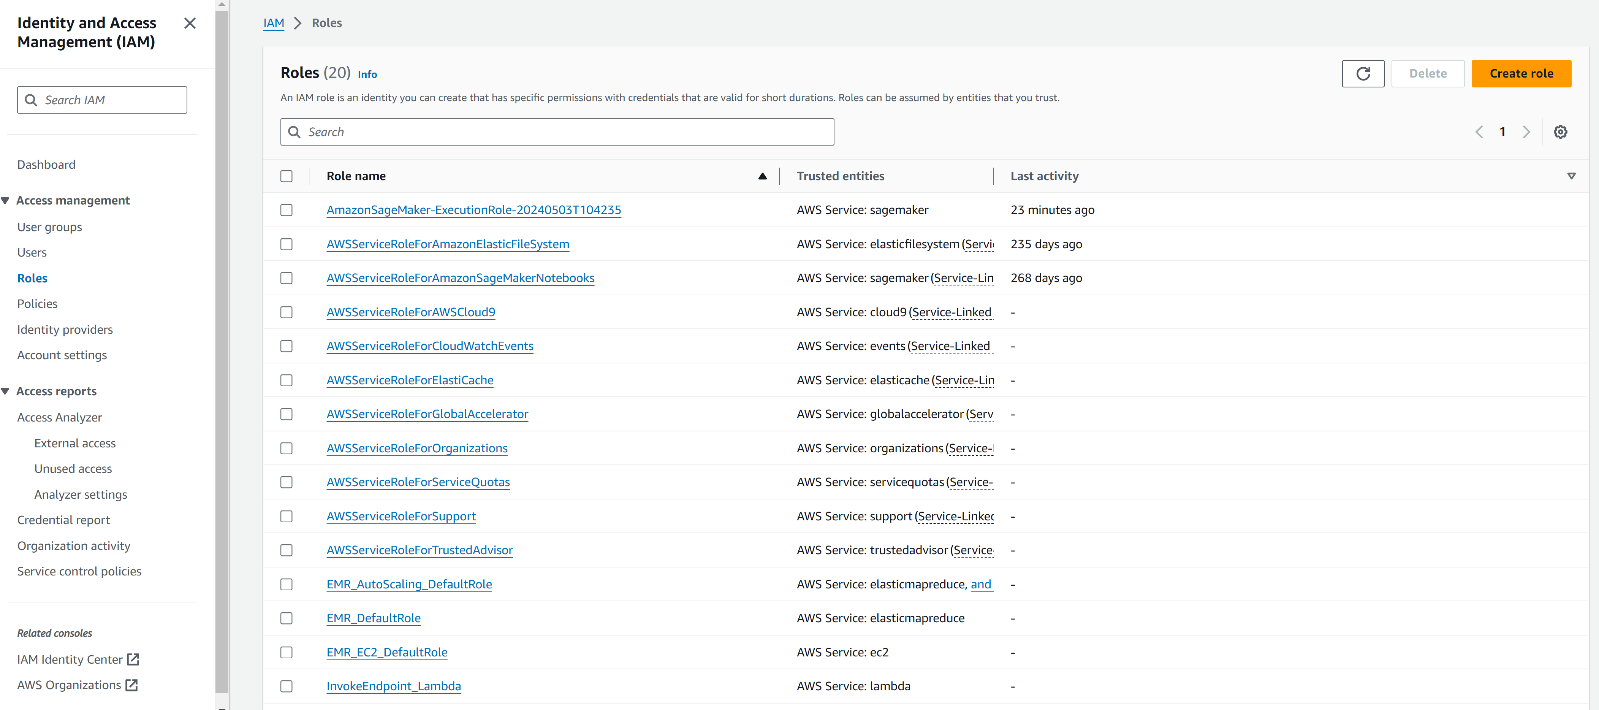 Identity and Access
Management (IAM)
Search IAM
Dashboard
Access management
User groups
Users
Roles
Policies
Identity providers
Account settings
Access reports
Access Analyzer
External access
Unused access
Analyzer settings
Credential report
Organization activity
Service control policies
Related consoles
IAM Identity Center
AWS Organizations
IAM > Roles
Roles (20) Info
Delete
Create role
An IAM role is an identity you can create that has specific permissions with credentials that are valid for short durations. Roles can be assumed by entities that you trust.
Search
1
Role name Trusted entities Last activity
AmazonSageMaker-ExecutionRole-20240503T104235 AWS Service: sagemaker 23 minutes ago
AWSServiceRoleForAmazonElasticFileSystem AWS Service: elasticfilesystem (Servi 235 days ago
AWSServiceRoleForAmazonSageMakerNotebooks AWS Service: sagemaker (Service-Lin 268 days ago
AWSServiceRoleForAWSCloud9 AWS Service: cloud9 (Service-Linked -
AWSServiceRoleForCloudWatchEvents AWS Service: events (Service-Linked -
AWSServiceRoleForElastiCache AWS Service: elasticache (Service-Lin -
AWSServiceRoleForGlobalAccelerator AWS Service: globalaccelerator (Serv -
AWSServiceRoleForOrganizations AWS Service: organizations (Service- -
AWSServiceRoleForServiceQuotas AWS Service: servicequotas (Service- -
AWSServiceRoleForSupport AWS Service: support (Service-Linked -
AWSServiceRoleForTrustedAdvisor AWS Service: trustedadvisor (Service -
EMR_AutoScaling_DefaultRole AWS Service: elasticmapreduce, and -
EMR_DefaultRole AWS Service: elasticmapreduce -
EMR_EC2_DefaultRole AWS Service: ec2 -
InvokeEndpoint_Lambda AWS Service: lambda -